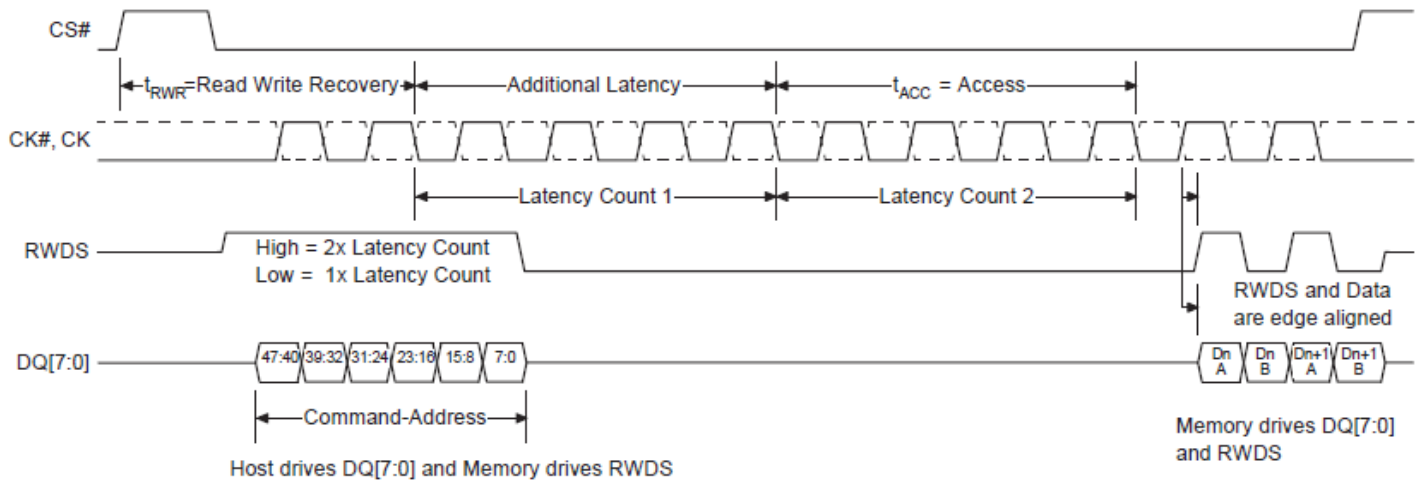 CS#
tRWR=Read Write Recovery
Additional Latency
tACC = Access
CK#, CK
Latency Count 1
Latency Count 2
RWDS
High = 2x Latency Count
Low = 1x Latency Count
RWDS and Data
are edge aligned
DQ[7:0]
47:40 39:32 31:24 23:16 15:8 7:0
Dn A
Dn B
Dn+1 A
Dn+1 B
Command-Address
Memory drives DQ[7:0]
and RWDS
Host drives DQ[7:0] and Memory drives RWDS